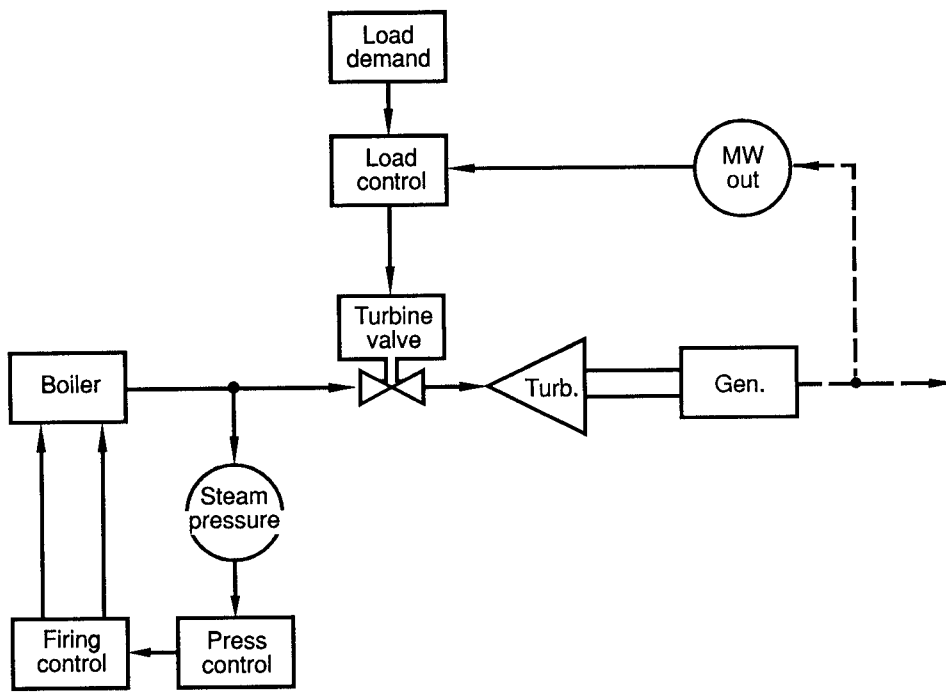 Load
demand
Load
control
MW
out
Turbine
valve
Boiler
Turb.
Gen.
Steam
pressure
Firing
control
Press
control